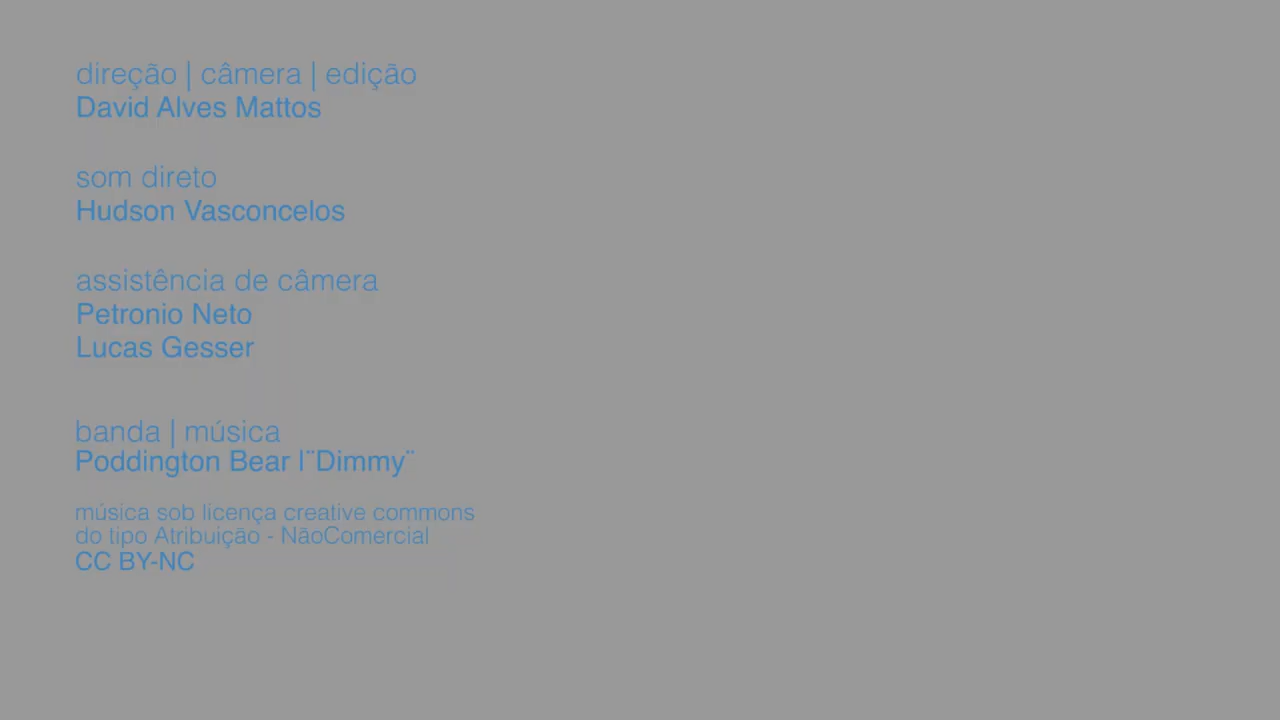 direção | câmera | edição
David Alves Mattos
som direto
Hudson Vasconcelos
assistência de câmera
Petronio Neto
Lucas Gesser
banda | música
Poddington Bear |¨Dimmy¨
música sob licença creative commons
do tipo Atribuição - NãoComercial
CC BY-NC